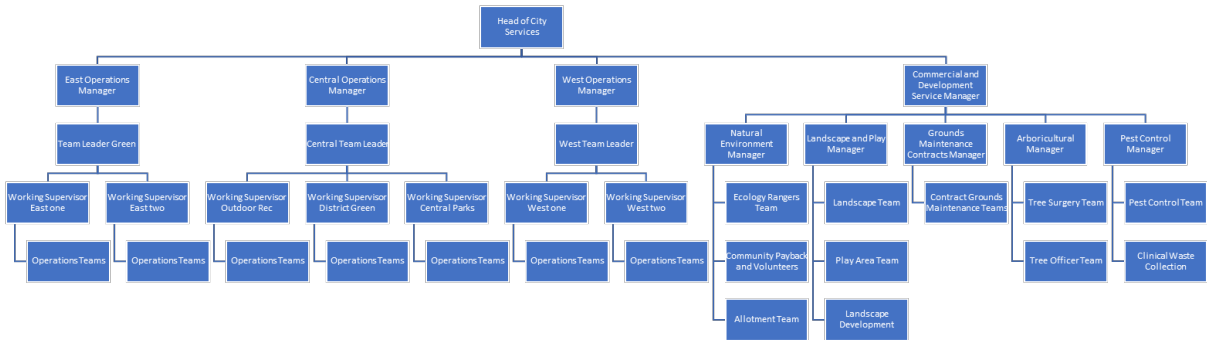 Head of City
Services
East Operations
Manager
Central Operations
Manager
West Operations
Manager
Commercial and
Development
Service Manager
Team Leader Green
Central Team Leader
West Team Leader
Natural
Environment
Manager
Landscape and Play
Manager
Grounds
Maintenance
Contracts Manager
Arboricultural
Manager
Pest Control
Manager
Working Supervisor
East one
Working Supervisor
East two
Working Supervisor
Outdoor Rec
Working Supervisor
District Green
Working Supervisor
Central Parks
Working Supervisor
West one
Working Supervisor
West two
Ecology Rangers
Team
Landscape Team
Contract Grounds
Maintenance Teams
Tree Surgery Team
Pest Control Team
Operations Teams
Operations Teams
Operations Teams
Operations Teams
Operations Teams
Operations Teams
Operations Teams
Community Payback
and Volunteers
Play Area Team
Tree Officer Team
Clinical Waste
Collection
Allotment Team
Landscape
Development